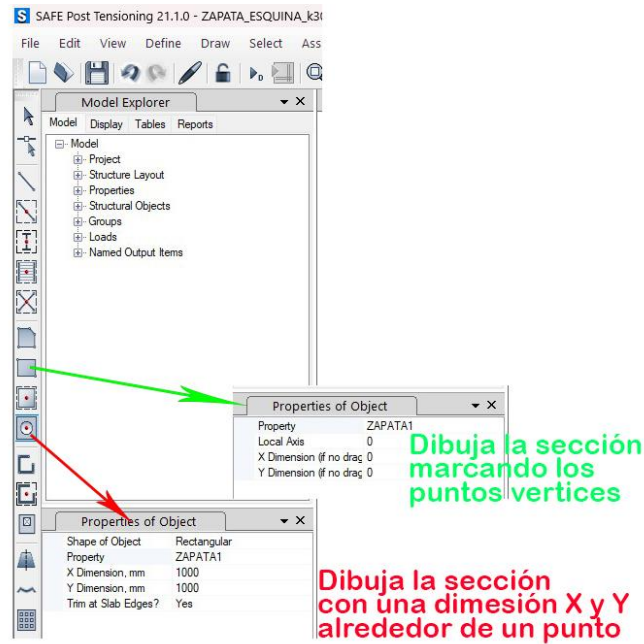 SAFE Post Tensioning 21.1.0 - ZAPATA_ESQUINA_k30
File Edit View Define Draw Select Ass
Model Explorer
Model Display Tables Reports
Model
Project
Structure Layout
Properties
Structural Objects
Groups
Loads
Named Output Items
Properties of Object
Property ZAPATA1
Local Axis 0
X Dimension (if no drag 0
Y Dimension (if no drag 0
Dibuja la sección
marcando los
puntos vertices
Properties of Object
Shape of Object Rectangular
Property ZAPATA1
X Dimension, mm 1000
Y Dimension, mm 1000
Trim at Slab Edges? Yes
Dibuja la sección
con una dimesión X y Y
alrededor de un punto